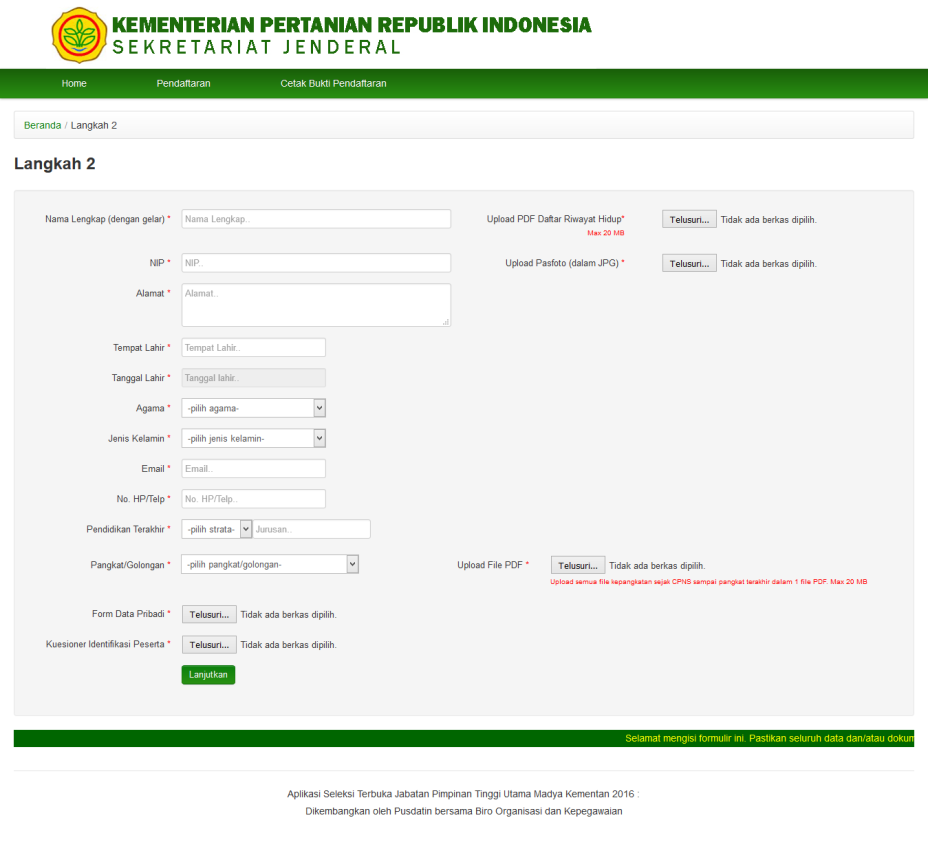 KEMENTERIAN PERTANIAN REPUBLIK INDONESIA
SEKRETARIAT JENDERAL
Home Pendaftaran Cetak Bukti Pendaftaran
Beranda / Langkah 2
Langkah 2
Nama Lengkap (dengan gelar) * Nama Lengkap.. Upload PDF Daftar Riwayat Hidup* Telusuri... Tidak ada berkas dipilih.
Max 20 MB
NIP * NIP.. Upload Pasfoto (dalam JPG) * Telusuri... Tidak ada berkas dipilih.
Alamat * Alamat..
Tempat Lahir * Tempat Lahir..
Tanggal Lahir * Tanggal lahir..
Agama * -pilih agama-
Jenis Kelamin * -pilih jenis kelamin-
Email * Email..
No. HP/Telp * No. HP/Telp..
Pendidikan Terakhir * -pilih strata- Jurusan..
Pangkat/Golongan * -pilih pangkat/golongan- Upload File PDF * Telusuri... Tidak ada berkas dipilih.
Upload semua file kepangkatan sejak CPNS sampai pangkat terakhir dalam 1 file PDF. Max 20 MB
Form Data Pribadi * Telusuri... Tidak ada berkas dipilih.
Kuesioner Identifikasi Peserta * Telusuri... Tidak ada berkas dipilih.
Lanjutkan
Selamat mengisi formulir ini. Pastikan seluruh data dan/atau dokum
Aplikasi Seleksi Terbuka Jabatan Pimpinan Tinggi Utama Madya Kementan 2016 :
Dikembangkan oleh Pusdatin bersama Biro Organisasi dan Kepegawaian